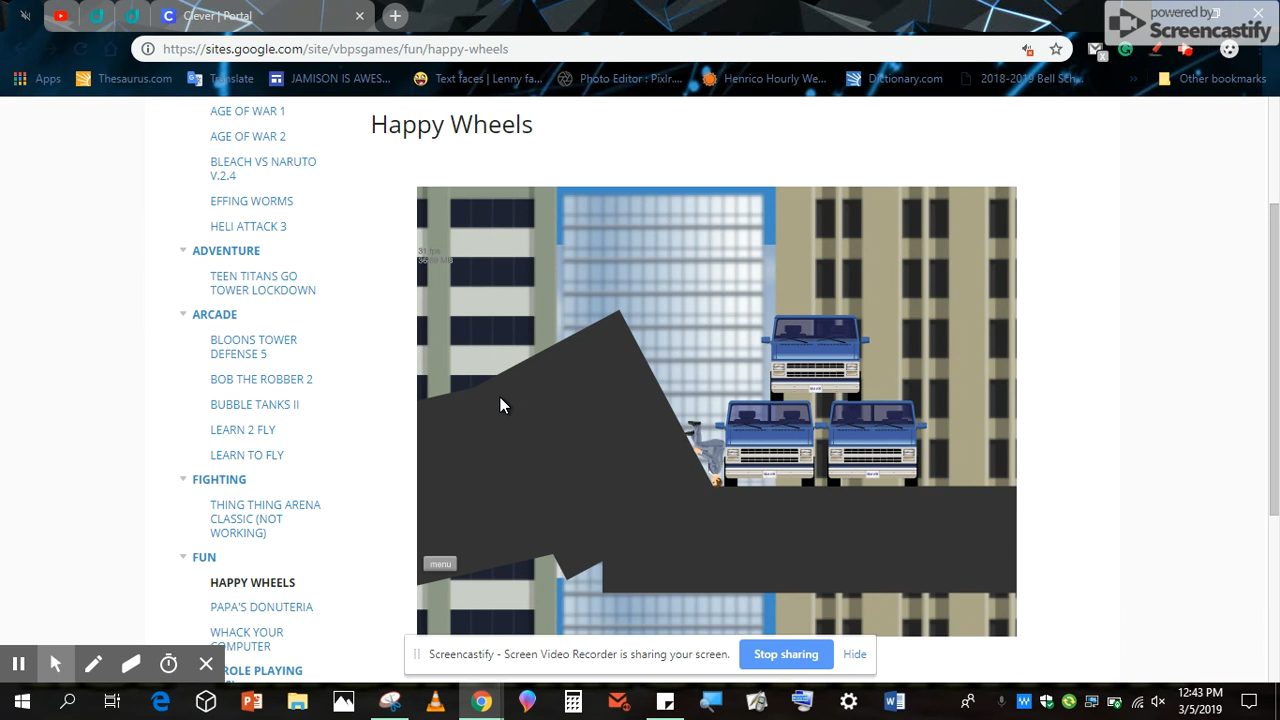 Clever | Portal
powered by
Screencastify
https://sites.google.com/site/vbpsgames/fun/happy-wheels
Apps
Thesaurus.com
Translate
JAMISON IS AWES...
Text faces | Lenny fa...
Photo Editor : Pixlr....
Henrico Hourly We...
Dictionary.com
2018-2019 Bell Sch...
»
Other bookmarks
AGE OF WAR 1
AGE OF WAR 2
BLEACH VS NARUTO
V.2.4
EFFING WORMS
HELI ATTACK 3
ADVENTURE
TEEN TITANS GO
TOWER LOCKDOWN
ARCADE
BLOONS TOWER
DEFENSE 5
BOB THE ROBBER 2
BUBBLE TANKS II
LEARN 2 FLY
LEARN TO FLY
FIGHTING
THING THING ARENA
CLASSIC (NOT
WORKING)
FUN
HAPPY WHEELS
PAPA'S DONUTERIA
WHACK YOUR
COMPUTER
ROLE PLAYING
Happy Wheels
31 fps
menu
Screencastify - Screen Video Recorder is sharing your screen.
Stop sharing
Hide
12:43 PM
3/5/2019